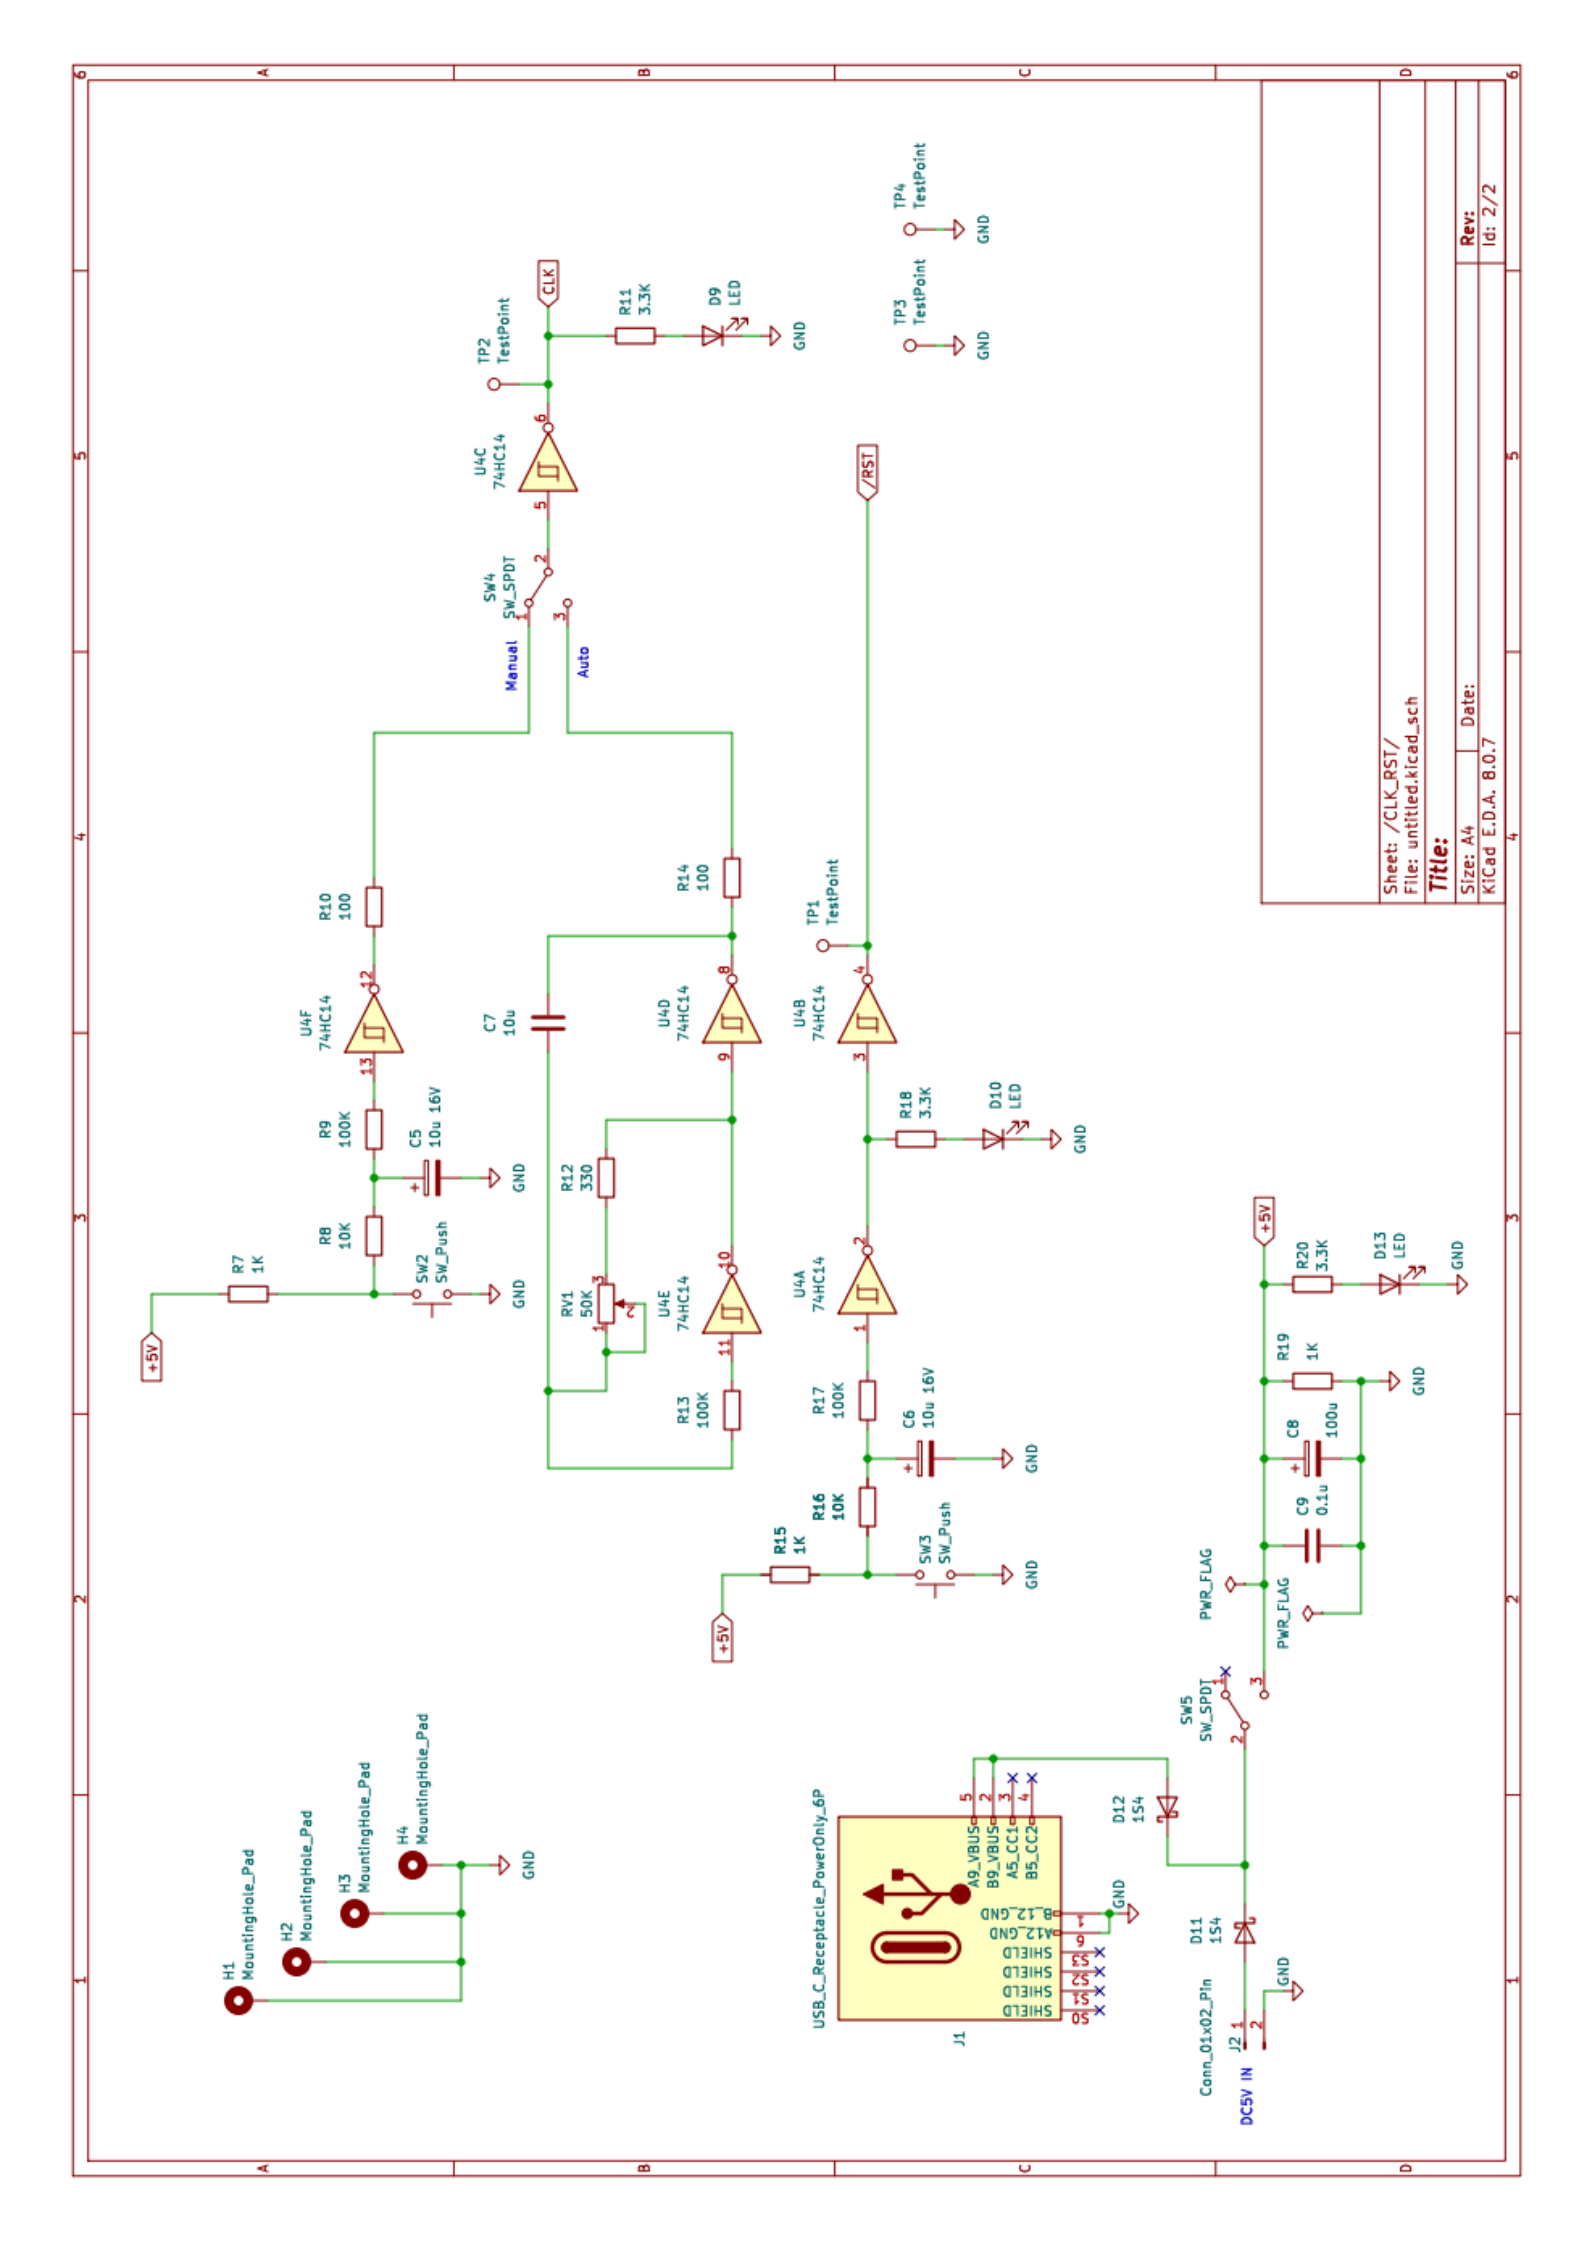 H1
MountingHole_Pad
H2
MountingHole_Pad
H3
MountingHole_Pad
H4
MountingHole_Pad
GND
+5V
R7
1K
R8
10K
SW2
SW_Push
GND
R9
100K
C5
10u 16V
+
GND
U4F
74HC14
13
12
R10
100
Manual
Auto
SW4
SW_SPDT
1
3
2
U4C
74HC14
5
6
TP2
TestPoint
CLK
R11
3.3K
D9
LED
GND
C7
10u
RV1
50K
1
2
3
R12
330
R13
100K
U4E
74HC14
11
10
U4D
74HC14
9
8
R14
100
+5V
R15
1K
R16
10K
SW3
SW_Push
GND
R17
100K
C6
10u 16V
+
GND
U4A
74HC14
1
2
R18
3.3K
D10
LED
GND
U4B
74HC14
3
4
TP1
TestPoint
/RST
TP3
TestPoint
GND
TP4
TestPoint
GND
USB_C_Receptacle_PowerOnly_6P
J1
A9_VBUS
5
B9_VBUS
2
A5_CC1
3
B5_CC2
4
SHIELD
S0
SHIELD
S1
SHIELD
S2
SHIELD
S3
A12_GND
6
B_12_GND
1
GND
D12
1S4
DC5V IN
Conn_01x02_Pin
J2
1
2
GND
D11
1S4
SW5
SW_SPDT
1
2
3
PWR_FLAG
PWR_FLAG
C9
0.1u
C8
100u
+
R19
1K
GND
+5V
R20
3.3K
D13
LED
GND
Sheet: /CLK_RST/
File: untitled.kicad_sch
Title:
Size: A4
Date:
Rev:
KiCad E.D.A. 8.0.7
Id: 2/2
1
2
3
4
5
6
1
2
3
4
5
6
A
B
C
D
A
B
C
D